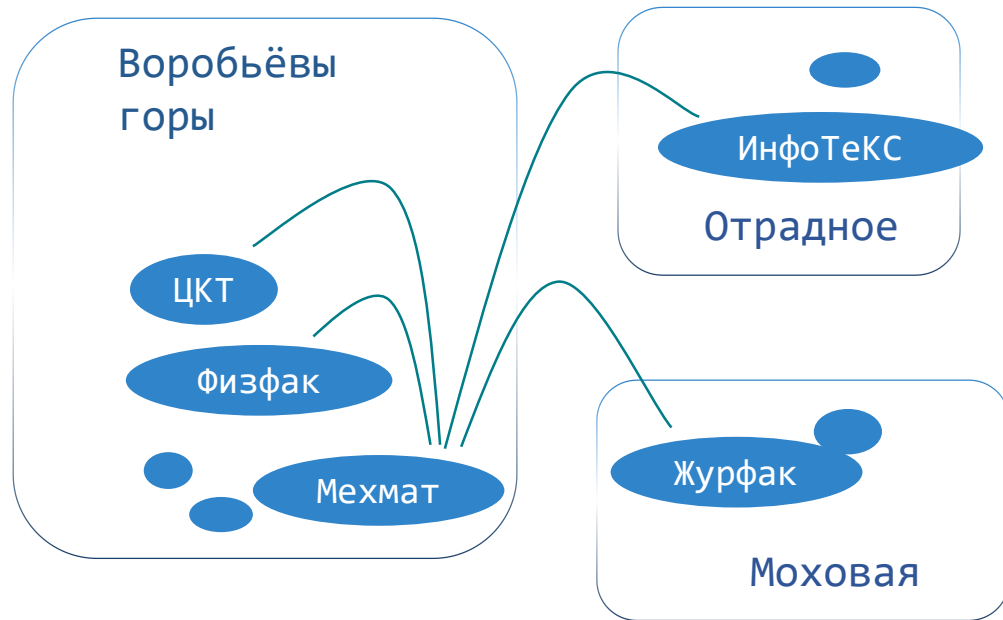 Воробьёвы
горы
ЦКТ
Физфак
Мехмат
ИнфоТеКС
Отрадное
Журфак
Моховая